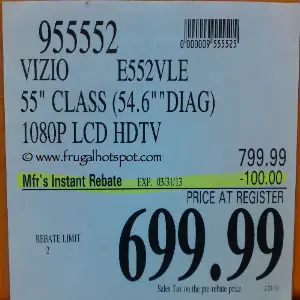 955552
0000009"555525"
VIZIO E552VLE
55" CLASS (54.6""DIAG)
1080P LCD HDTV
© www.frugalhotspot.com
799.99
Mfr's Instant Rebate EXP. 03/31/13 -100.00
PRICE AT REGISTER
REBATE LIMIT
2
699.99
Sales Tax on the pre-rebate price